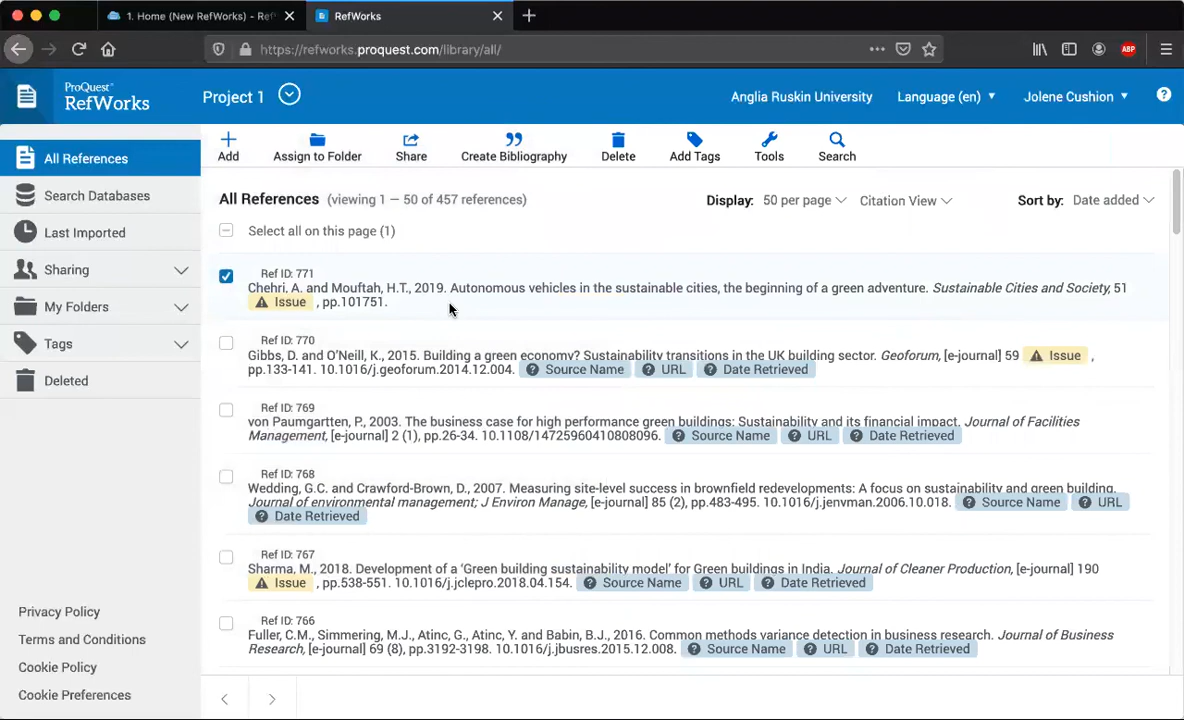 1. Home (New RefWorks) - Ref
RefWorks
https://refworks.proquest.com/library/all/
ABP
ProQuest®
RefWorks
Project 1
Anglia Ruskin University
Language (en)
Jolene Cushion
All References
Search Databases
Last Imported
Sharing
My Folders
Tags
Deleted
Privacy Policy
Terms and Conditions
Cookie Policy
Cookie Preferences
Add
Assign to Folder
Share
Create Bibliography
Delete
Add Tags
Tools
Search
All References (viewing 1 — 50 of 457 references)
Display: 50 per page Citation View Sort by: Date added
Select all on this page (1)
Ref ID: 771
Chehri, A. and Mouftah, H.T., 2019. Autonomous vehicles in the sustainable cities, the beginning of a green adventure. Sustainable Cities and Society, 51
Issue , pp.101751.
Ref ID: 770
Gibbs, D. and O'Neill, K., 2015. Building a green economy? Sustainability transitions in the UK building sector. Geoforum, [e-journal] 59 Issue ,
pp.133-141. 10.1016/j.geoforum.2014.12.004. Source Name URL Date Retrieved
Ref ID: 769
von Paumgartten, P., 2003. The business case for high performance green buildings: Sustainability and its financial impact. Journal of Facilities
Management, [e-journal] 2 (1), pp.26-34. 10.1108/14725960410808096. Source Name URL Date Retrieved
Ref ID: 768
Wedding, G.C. and Crawford-Brown, D., 2007. Measuring site-level success in brownfield redevelopments: A focus on sustainability and green building.
Journal of environmental management; J Environ Manage, [e-journal] 85 (2), pp.483-495. 10.1016/j.jenvman.2006.10.018. Source Name URL
Date Retrieved
Ref ID: 767
Sharma, M., 2018. Development of a 'Green building sustainability model' for Green buildings in India. Journal of Cleaner Production, [e-journal] 190
Issue , pp.538-551. 10.1016/j.jclepro.2018.04.154. Source Name URL Date Retrieved
Ref ID: 766
Fuller, C.M., Simmering, M.J., Atinc, G., Atinc, Y. and Babin, B.J., 2016. Common methods variance detection in business research. Journal of Business
Research, [e-journal] 69 (8), pp.3192-3198. 10.1016/j.jbusres.2015.12.008. Source Name URL Date Retrieved